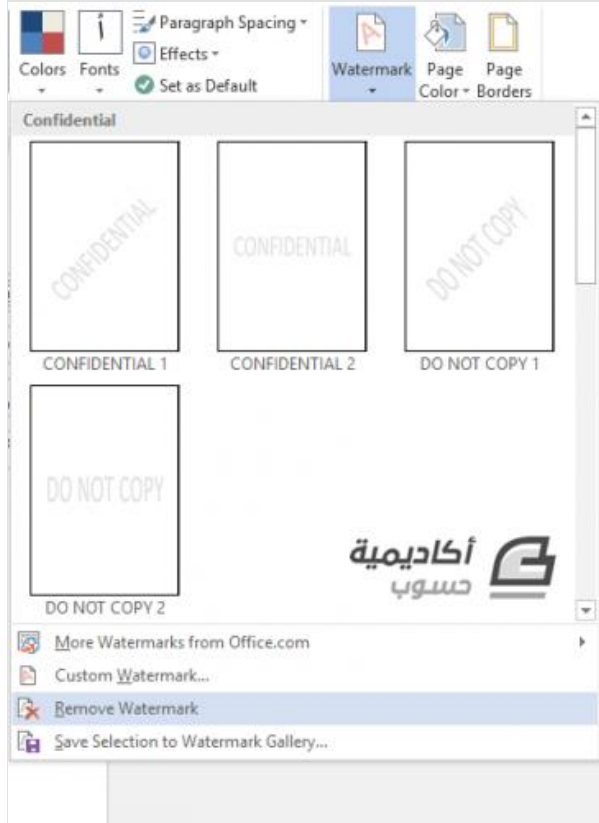 Paragraph Spacing
Effects
Set as Default
Colors
Fonts
Watermark
Page Color
Page Borders
Confidential
CONFIDENTIAL
CONFIDENTIAL 1
CONFIDENTIAL
CONFIDENTIAL 2
DO NOT COPY
DO NOT COPY 1
DO NOT COPY
DO NOT COPY 2
أكاديمية
حسوب
More Watermarks from Office.com
Custom Watermark...
Remove Watermark
Save Selection to Watermark Gallery...